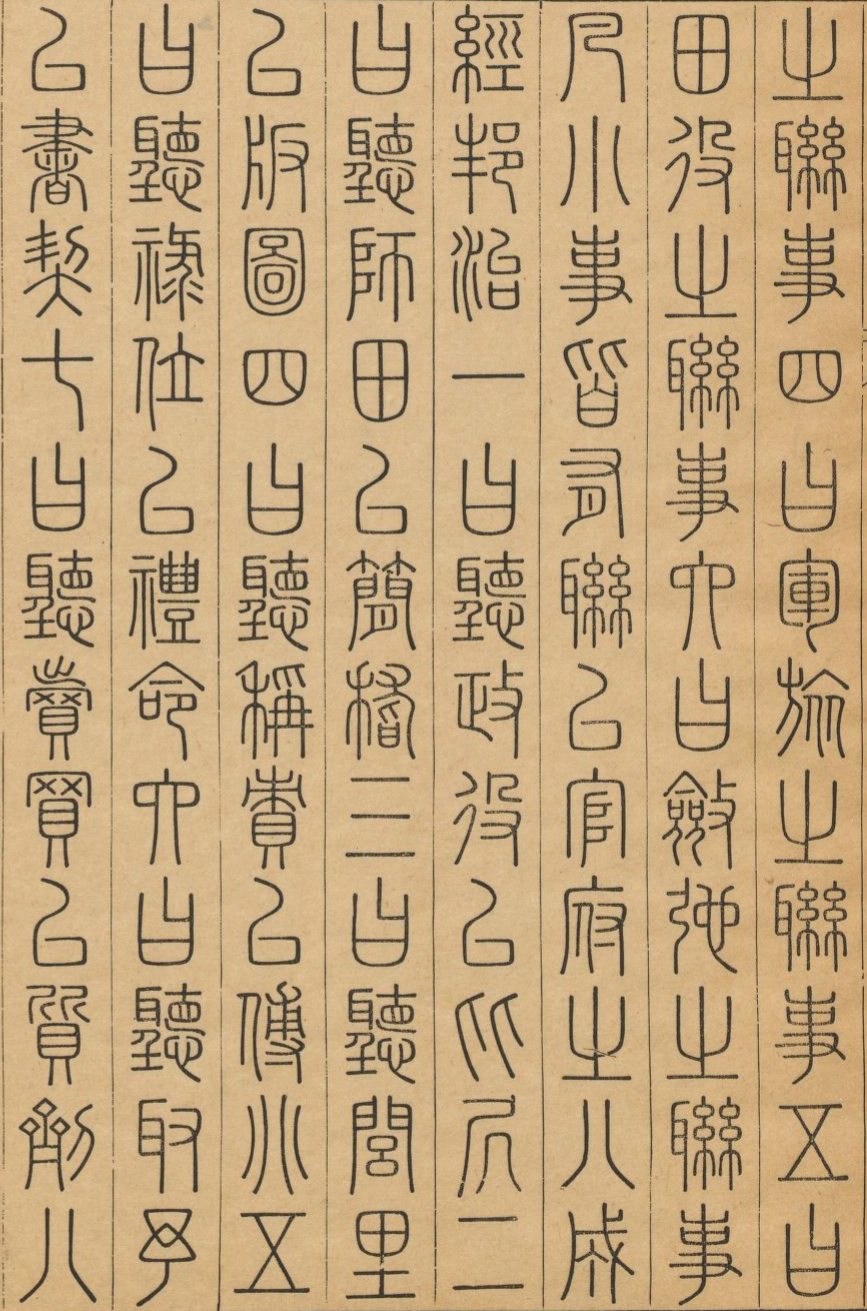 之聯事四曰軍旅之聯事五曰
田役之聯事六曰斂弛之聯事
凡小事皆有聯以官府之八成
經邦治一曰聽政役以比凥二
曰聽師田以簡稽三曰聽閭里
以版圖四曰聽稱責以傅𠔁五
曰聽祿位以禮命六曰聽取予
以書契七曰聽賣買以質劑八